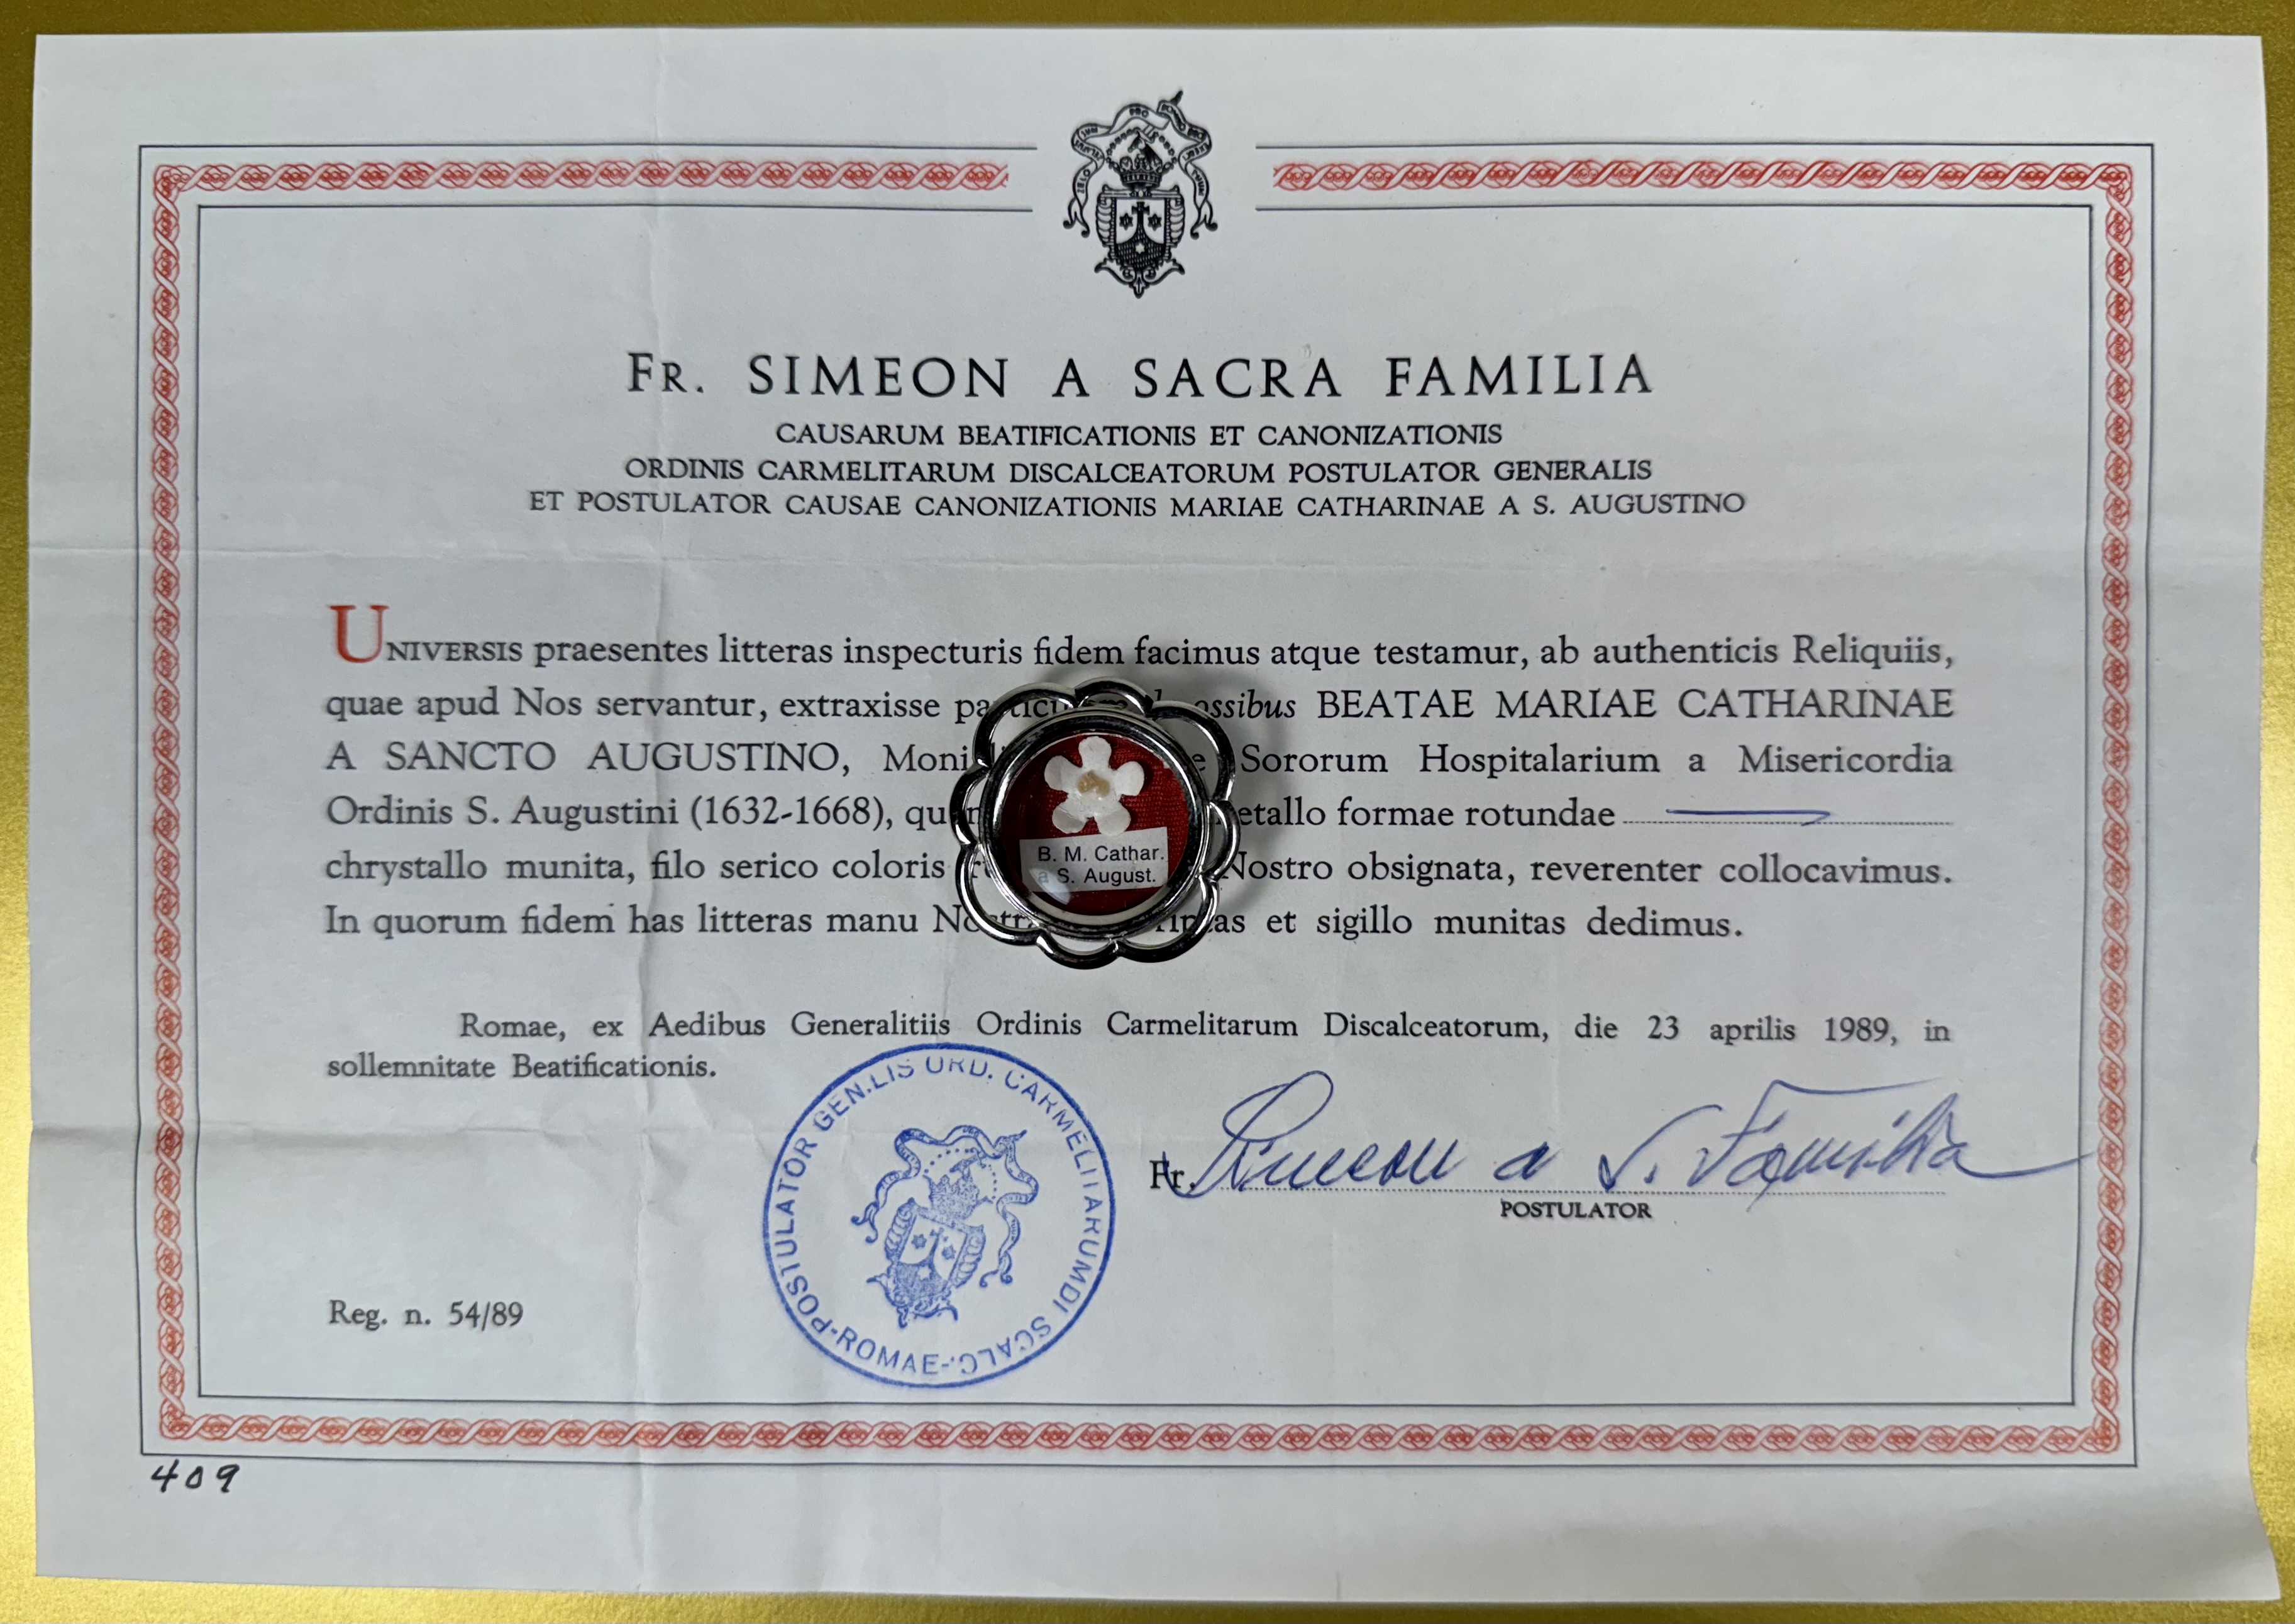 FR. SIMEON A SACRA FAMILIA
CAUSARUM BEATIFICATIONIS ET CANONIZATIONIS
ORDINIS CARMELITARUM DISCALCEATORUM POSTULATOR GENERALIS
ET POSTULATOR CAUSAE CANONIZATIONIS MARIAE CATHARINAE A S. AUGUSTINO
UNIVERSIS praesentes litteras inspecturis fidem facimus atque testamur, ab authenticis Reliquiis,
quae apud Nos servantur, extraxisse ossibus BEATAE MARIAE CATHARINAE
A SANCTO AUGUSTINO, Sororum Hospitalarium a Misericordia
Ordinis S. Augustini (1632-1668), formae rotundae
chrystallo munita, filo serico coloris Nostro obsignata, reverenter collocavimus.
In quorum fidem has litteras manu et sigillo munitas dedimus.
B. M. Cathar.
a S. August.
Romae, ex Aedibus Generalitiis Ordinis Carmelitarum Discalceatorum, die 23 aprilis 1989, in
sollemnitate Beatificationis.
POSTULATOR GEN.LIS ORD. CARMELITARUM DISCALC.-ROMAE-
Fr. Simeon a S. Familia
POSTULATOR
Reg. n. 54/89
409